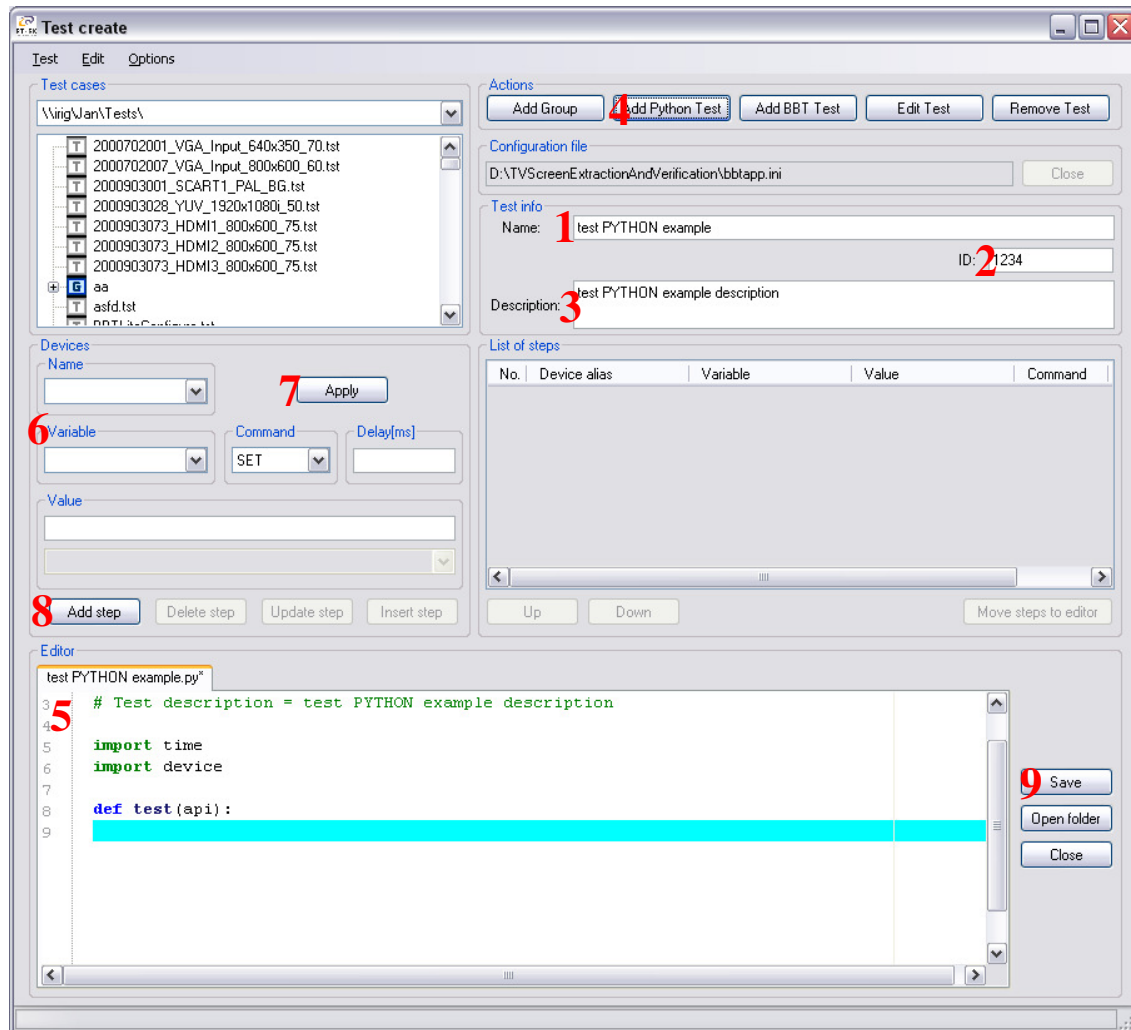 Test create
Test Edit Options
Test cases
\\irig\Jan\Tests\
2000702001_VGA_Input_640x350_70.tst
2000702007_VGA_Input_800x600_60.tst
2000903001_SCART1_PAL_BG.tst
2000903028_YUV_1920x1080i_50.tst
2000903073_HDMI1_800x600_75.tst
2000903073_HDMI2_800x600_75.tst
2000903073_HDMI3_800x600_75.tst
G aa
asfd.tst
Actions
Add Group 4 Add Python Test Add BBT Test Edit Test Remove Test
Configuration file
D:\TVScreenExtractionAndVerification\bbtapp.ini Close
Test info
Name: 1 test PYTHON example
ID: 2 1234
Description: 3 test PYTHON example description
Devices
Name
7 Apply
6 Variable Command Delay[ms]
SET
Value
8 Add step Delete step Update step Insert step
List of steps
No. Device alias Variable Value Command
Up Down Move steps to editor
Editor
test PYTHON example.py*
3 5 # Test description = test PYTHON example description
4
5 import time
6 import device
7
8 def test(api):
9
9 Save
Open folder
Close